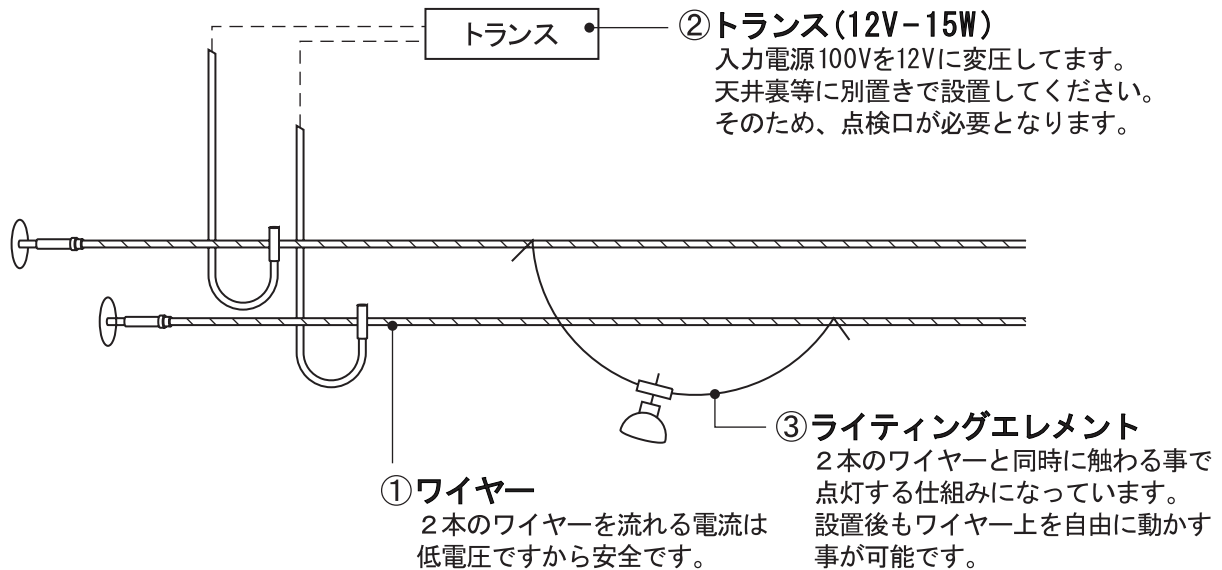 トランス
②トランス(12V-15W)
入力電源100Vを12Vに変圧してます。
天井裏等に別置きで設置してください。
そのため、点検口が必要となります。
③ライティングエレメント
２本のワイヤーと同時に触わる事で
点灯する仕組みになっています。
設置後もワイヤー上を自由に動かす
事が可能です。
①ワイヤー
２本のワイヤーを流れる電流は
低電圧ですから安全です。